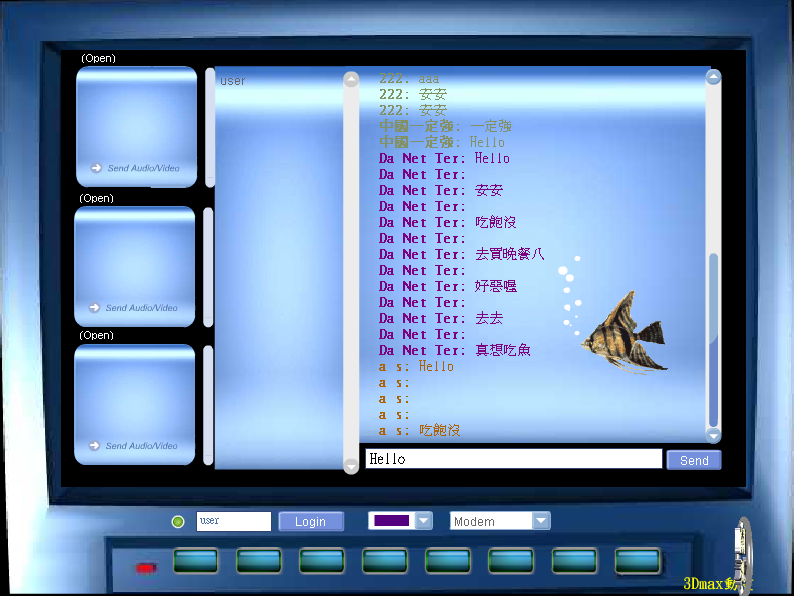 (Open)
Send Audio/Video
(Open)
Send Audio/Video
(Open)
Send Audio/Video
user
222: aaa
222: 安安
222: 安安
中國一定強: 一定強
中國一定強: Hello
Da Net Ter: Hello
Da Net Ter:
Da Net Ter: 安安
Da Net Ter:
Da Net Ter: 吃飽沒
Da Net Ter:
Da Net Ter: 去買晚餐八
Da Net Ter:
Da Net Ter: 好惡喔
Da Net Ter:
Da Net Ter: 去去
Da Net Ter:
Da Net Ter: 真想吃魚
a s: Hello
a s:
a s:
a s:
a s: 吃飽沒
Hello
Send
user
Login
Modem
3Dmax動